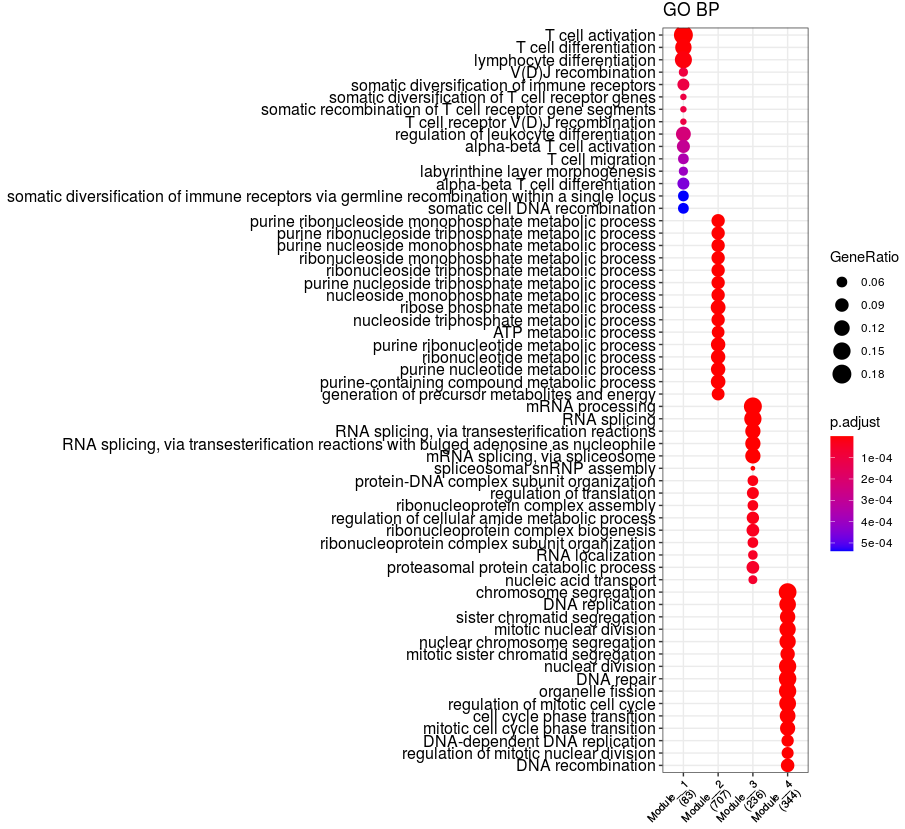 GO BP
T cell activation
T cell differentiation
lymphocyte differentiation
V(D)J recombination
somatic diversification of immune receptors
somatic diversification of T cell receptor genes
somatic recombination of T cell receptor gene segments
T cell receptor V(D)J recombination
regulation of leukocyte differentiation
alpha-beta T cell activation
T cell migration
labyrinthine layer morphogenesis
alpha-beta T cell differentiation
somatic diversification of immune receptors via germline recombination within a single locus
somatic cell DNA recombination
purine ribonucleoside monophosphate metabolic process
purine ribonucleoside triphosphate metabolic process
purine nucleoside monophosphate metabolic process
ribonucleoside monophosphate metabolic process
ribonucleoside triphosphate metabolic process
purine nucleoside triphosphate metabolic process
nucleoside monophosphate metabolic process
ribose phosphate metabolic process
nucleoside triphosphate metabolic process
ATP metabolic process
purine ribonucleotide metabolic process
ribonucleotide metabolic process
purine nucleotide metabolic process
purine-containing compound metabolic process
generation of precursor metabolites and energy
mRNA processing
RNA splicing
RNA splicing, via transesterification reactions
RNA splicing, via transesterification reactions with bulged adenosine as nucleophile
mRNA splicing, via spliceosome
spliceosomal snRNP assembly
protein-DNA complex subunit organization
regulation of translation
ribonucleoprotein complex assembly
regulation of cellular amide metabolic process
ribonucleoprotein complex biogenesis
ribonucleoprotein complex subunit organization
RNA localization
proteasomal protein catabolic process
nucleic acid transport
chromosome segregation
DNA replication
sister chromatid segregation
mitotic nuclear division
nuclear chromosome segregation
mitotic sister chromatid segregation
nuclear division
DNA repair
organelle fission
regulation of mitotic cell cycle
cell cycle phase transition
mitotic cell cycle phase transition
DNA-dependent DNA replication
regulation of mitotic nuclear division
DNA recombination
Module__1
(83)
Module__2
(707)
Module__3
(236)
Module__4
(344)
GeneRatio
0.06
0.09
0.12
0.15
0.18
p.adjust
1e-04
2e-04
3e-04
4e-04
5e-04